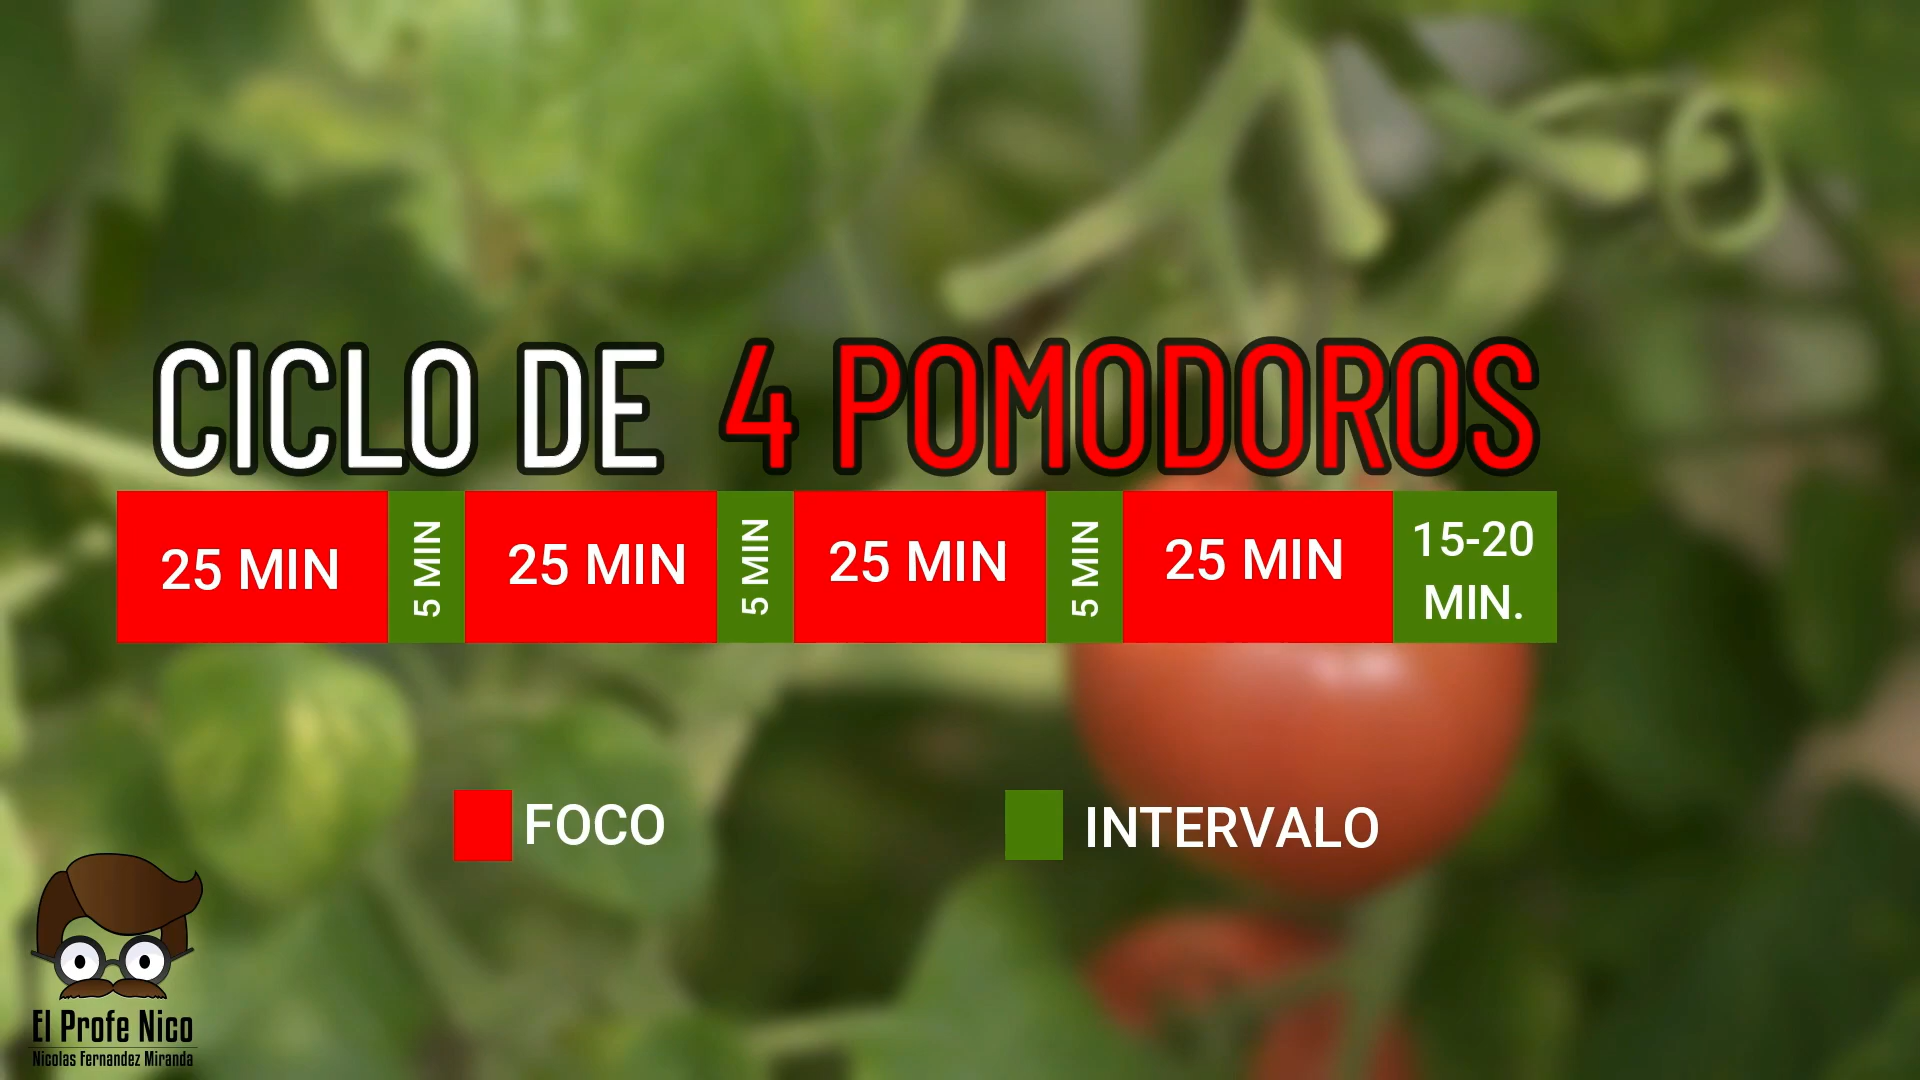 CICLO DE 4 POMODOROS
25 MIN
5 MIN
25 MIN
5 MIN
25 MIN
5 MIN
25 MIN
15-20
MIN.
FOCO
INTERVALO
El Profe Nico
Nicolas Fernandez Miranda